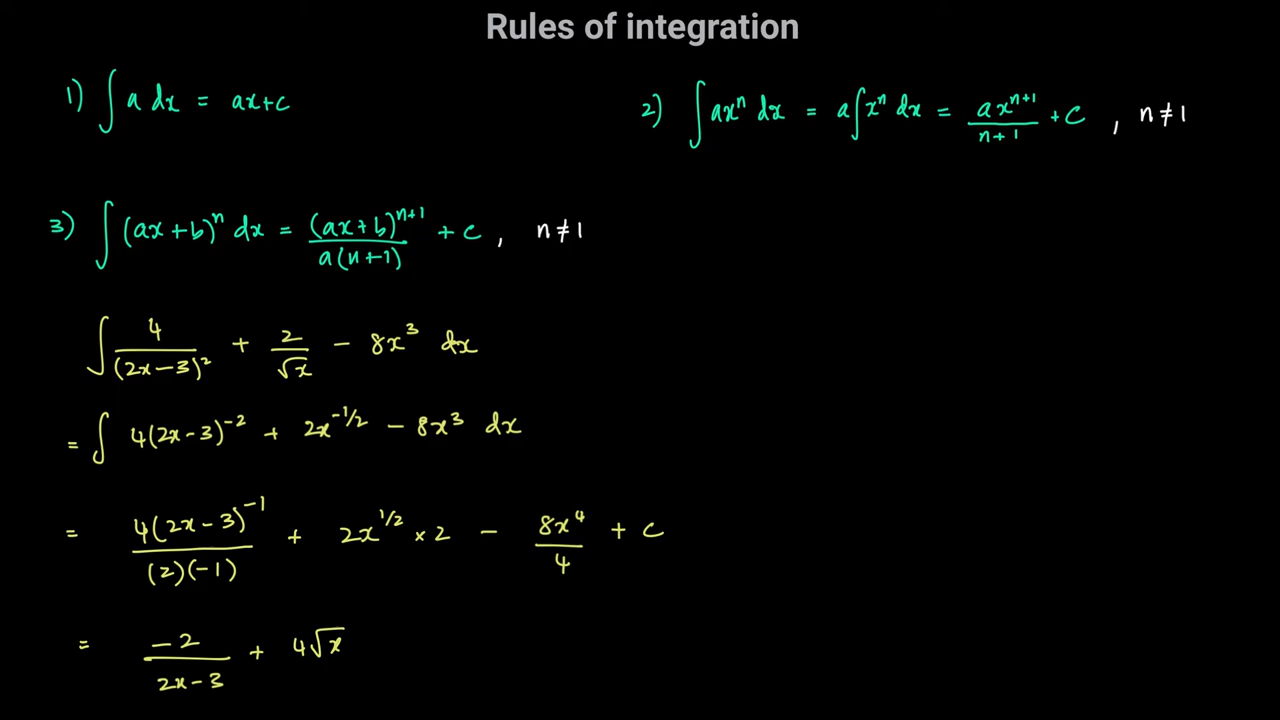 Rules of integration
1) ∫ a dx = ax+c
2) ∫ axⁿ dx = a∫xⁿ dx = axⁿ⁺¹/(n+1) + c , n≠1
3) ∫ (ax+b)ⁿ dx = (ax+b)ⁿ⁺¹/(a(n+1)) + c , n≠1
∫ 4/(2x-3)² + 2/√x - 8x³ dx
= ∫ 4(2x-3)⁻² + 2x^(-1/2) - 8x³ dx
= 4(2x-3)⁻¹/((2)(-1)) + 2x^(1/2) × 2 - 8x⁴/4 + c
= -2/(2x-3) + 4√x